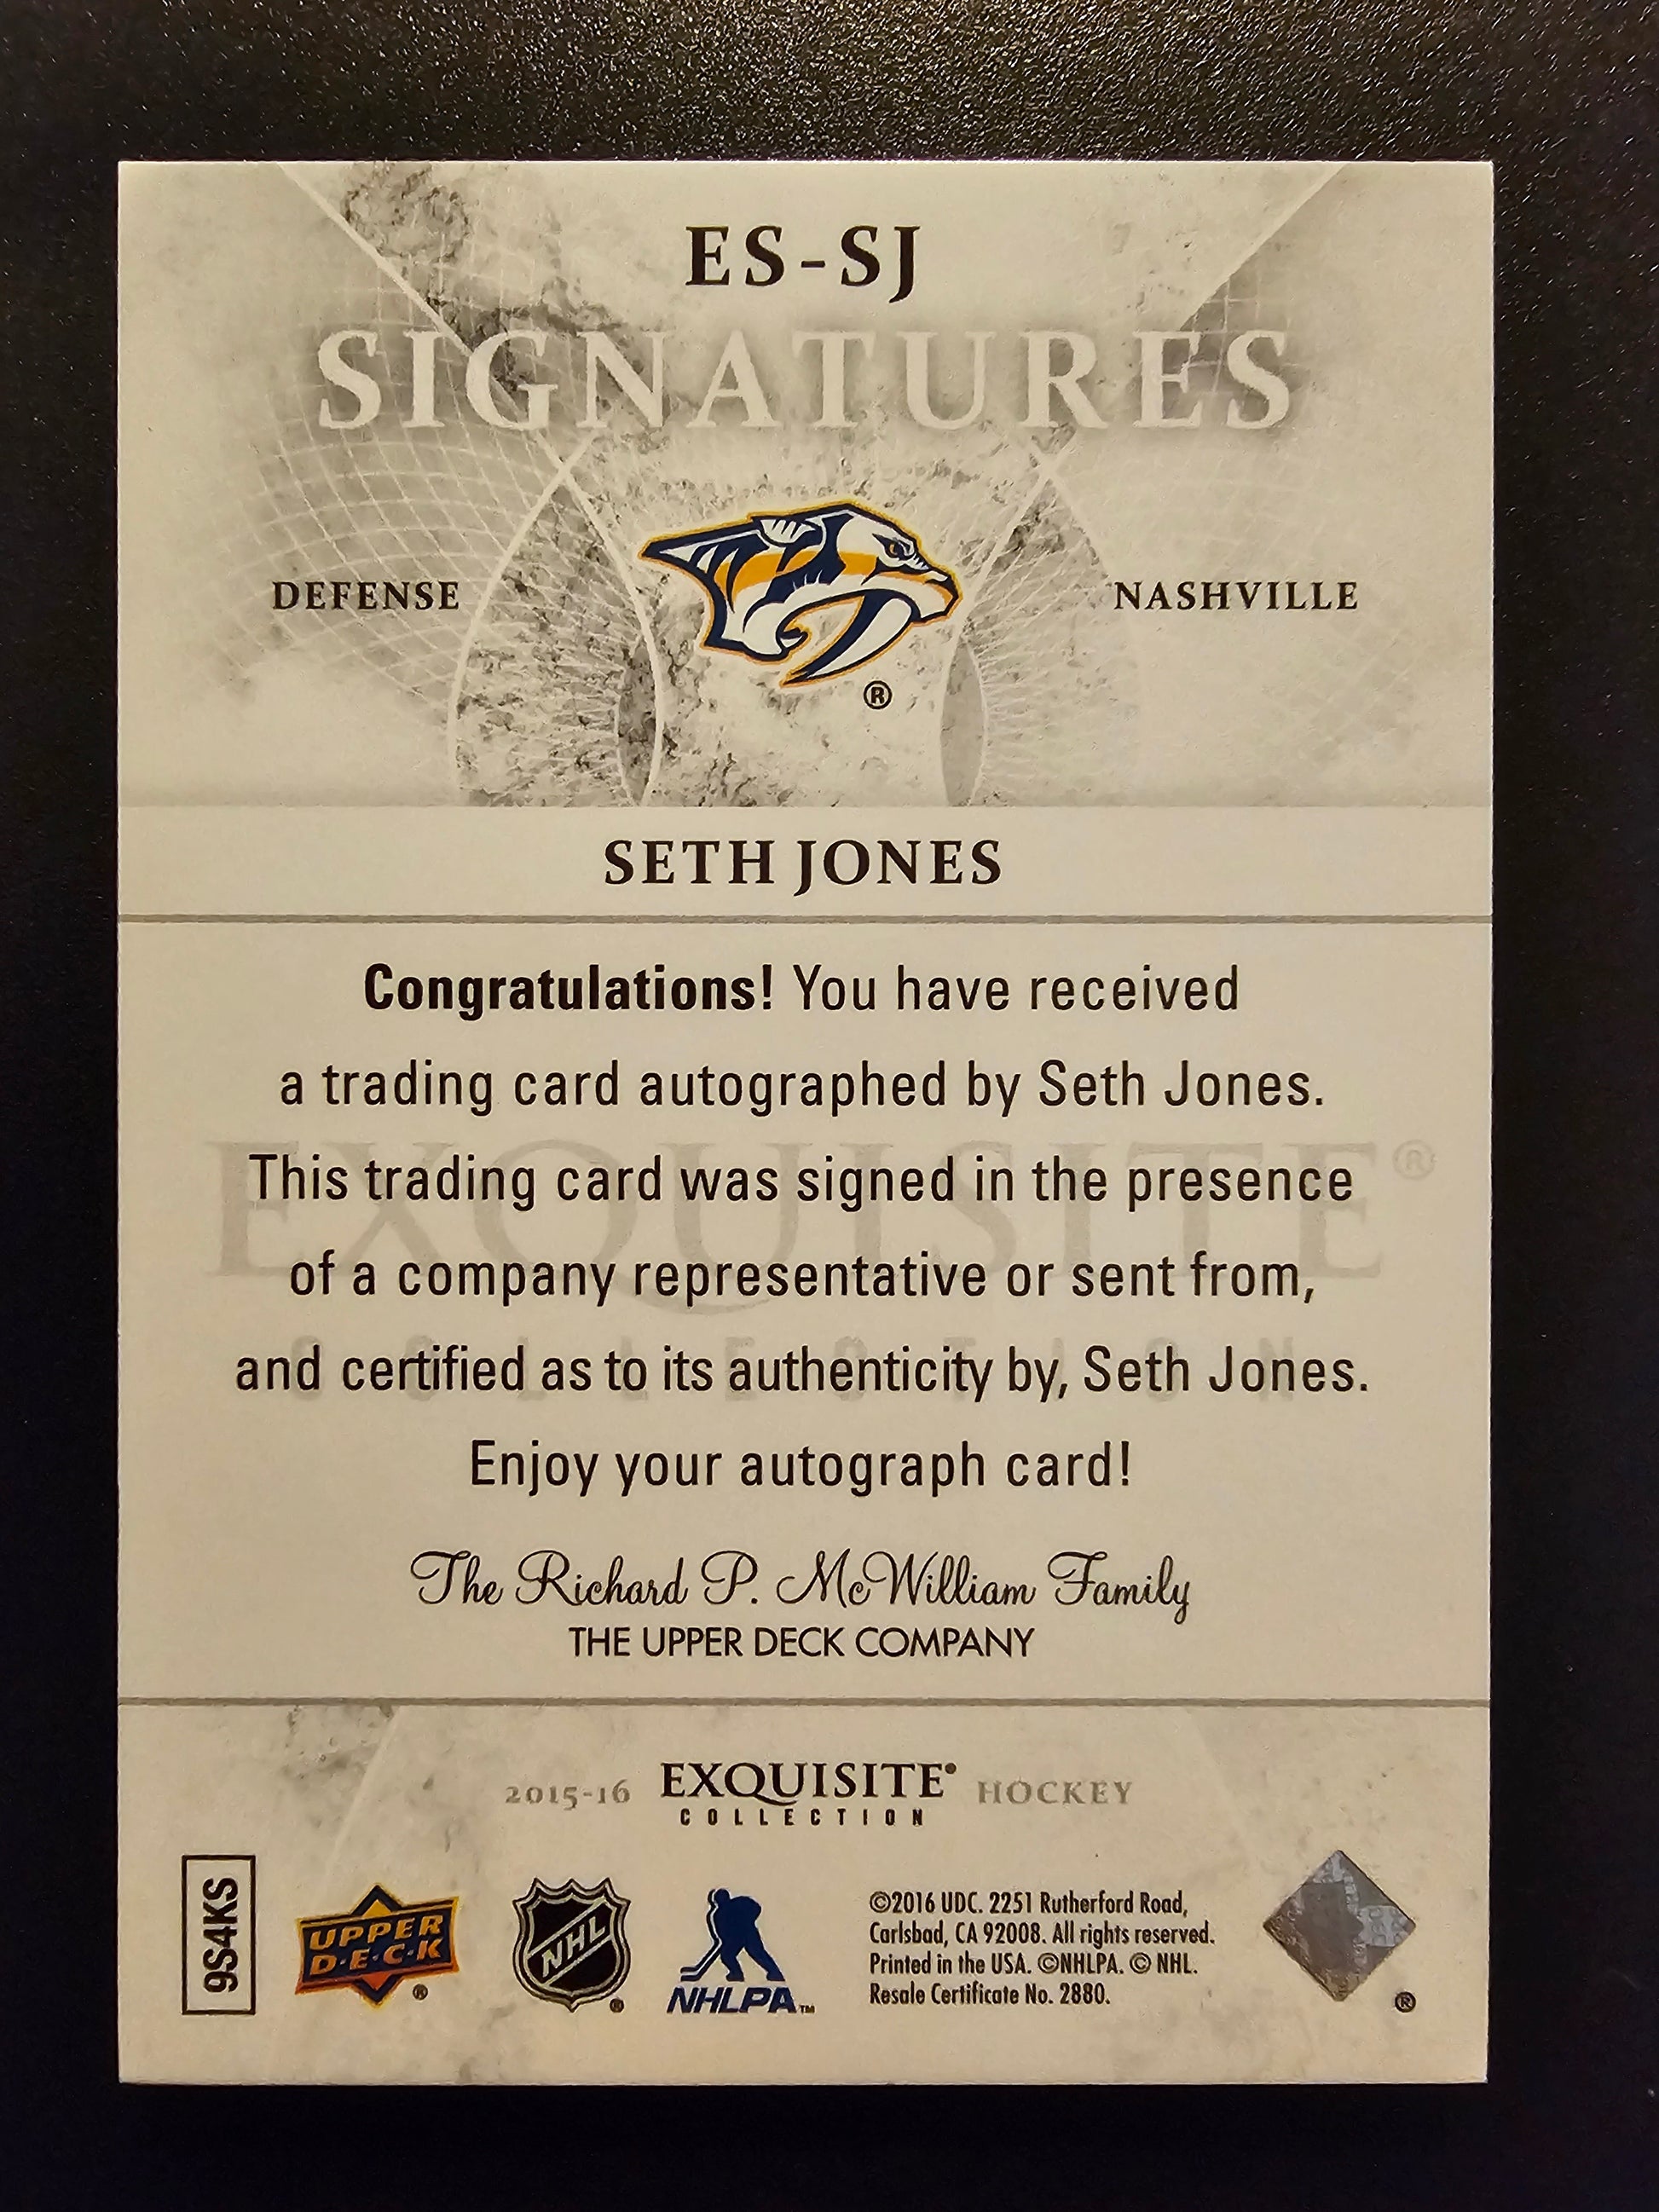 ES-SJ
SIGNATURES
DEFENSE
NASHVILLE
®
SETH JONES
Congratulations! You have received
a trading card autographed by Seth Jones.
This trading card was signed in the presence
of a company representative or sent from,
and certified as to its authenticity by, Seth Jones.
Enjoy your autograph card!
EXQUISITE®
COLLECTION
The Richard P. McWilliam Family
THE UPPER DECK COMPANY
2015-16 EXQUISITE® HOCKEY
COLLECTION
9S4KS
UPPER
D·E·C·K
®
NHL
®
NHLPA™
©2016 UDC. 2251 Rutherford Road,
Carlsbad, CA 92008. All rights reserved.
Printed in the USA. ©NHLPA. © NHL.
Resale Certificate No. 2880.
®